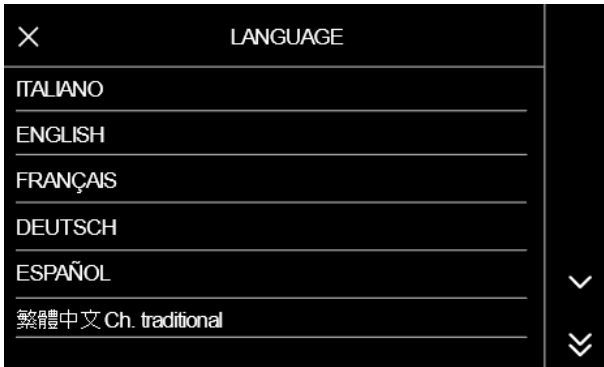 LANGUAGE
ITALIANO
ENGLISH
FRANÇAIS
DEUTSCH
ESPAÑOL
繁體中文 Ch. traditional